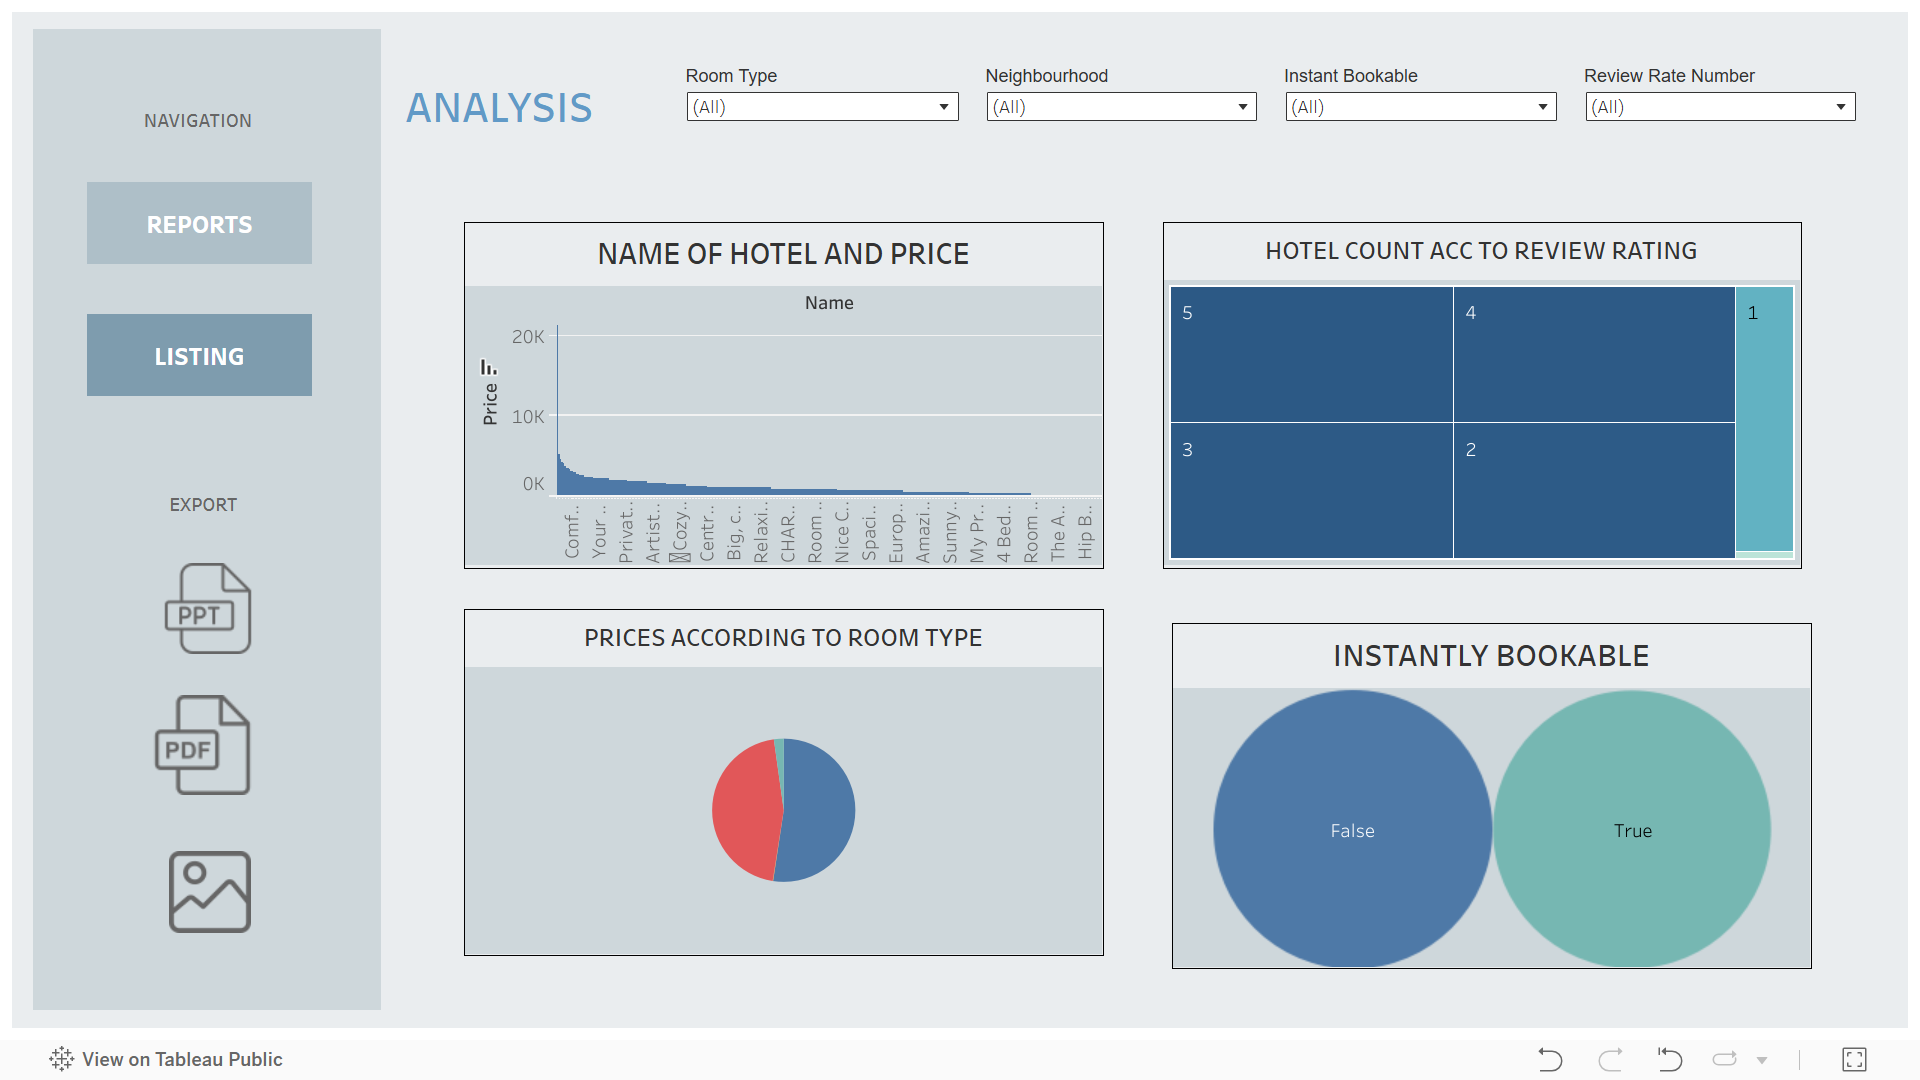 NAVIGATION
REPORTS
LISTING
EXPORT
PPT
PDF
ANALYSIS
Room Type
(All)
Neighbourhood
(All)
Instant Bookable
(All)
Review Rate Number
(All)
NAME OF HOTEL AND PRICE
Name
Price
20K
10K
0K
Comf..
Your ..
Privat..
Artist..
Cozy..
Centr..
Big, c..
Relaxi..
CHAR..
Room ..
Nice C..
Spaci..
Europ..
Amazi..
Sunny..
My Pr..
4 Bed..
Room ..
The A..
Hip B..
HOTEL COUNT ACC TO REVIEW RATING
5
4
1
3
2
PRICES ACCORDING TO ROOM TYPE
INSTANTLY BOOKABLE
False
True
View on Tableau Public